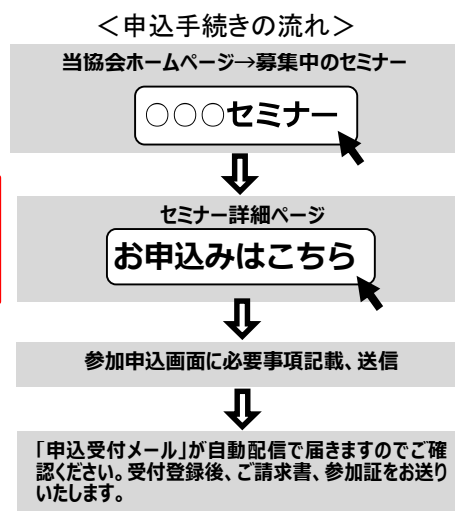 ＜申込手続きの流れ＞
当協会ホームページ→募集中のセミナー
○○○セミナー
セミナー詳細ページ
お申込みはこちら
参加申込画面に必要事項記載、送信
「申込受付メール」が自動配信で届きますのでご確
認ください。受付登録後、ご請求書、参加証をお送り
いたします。